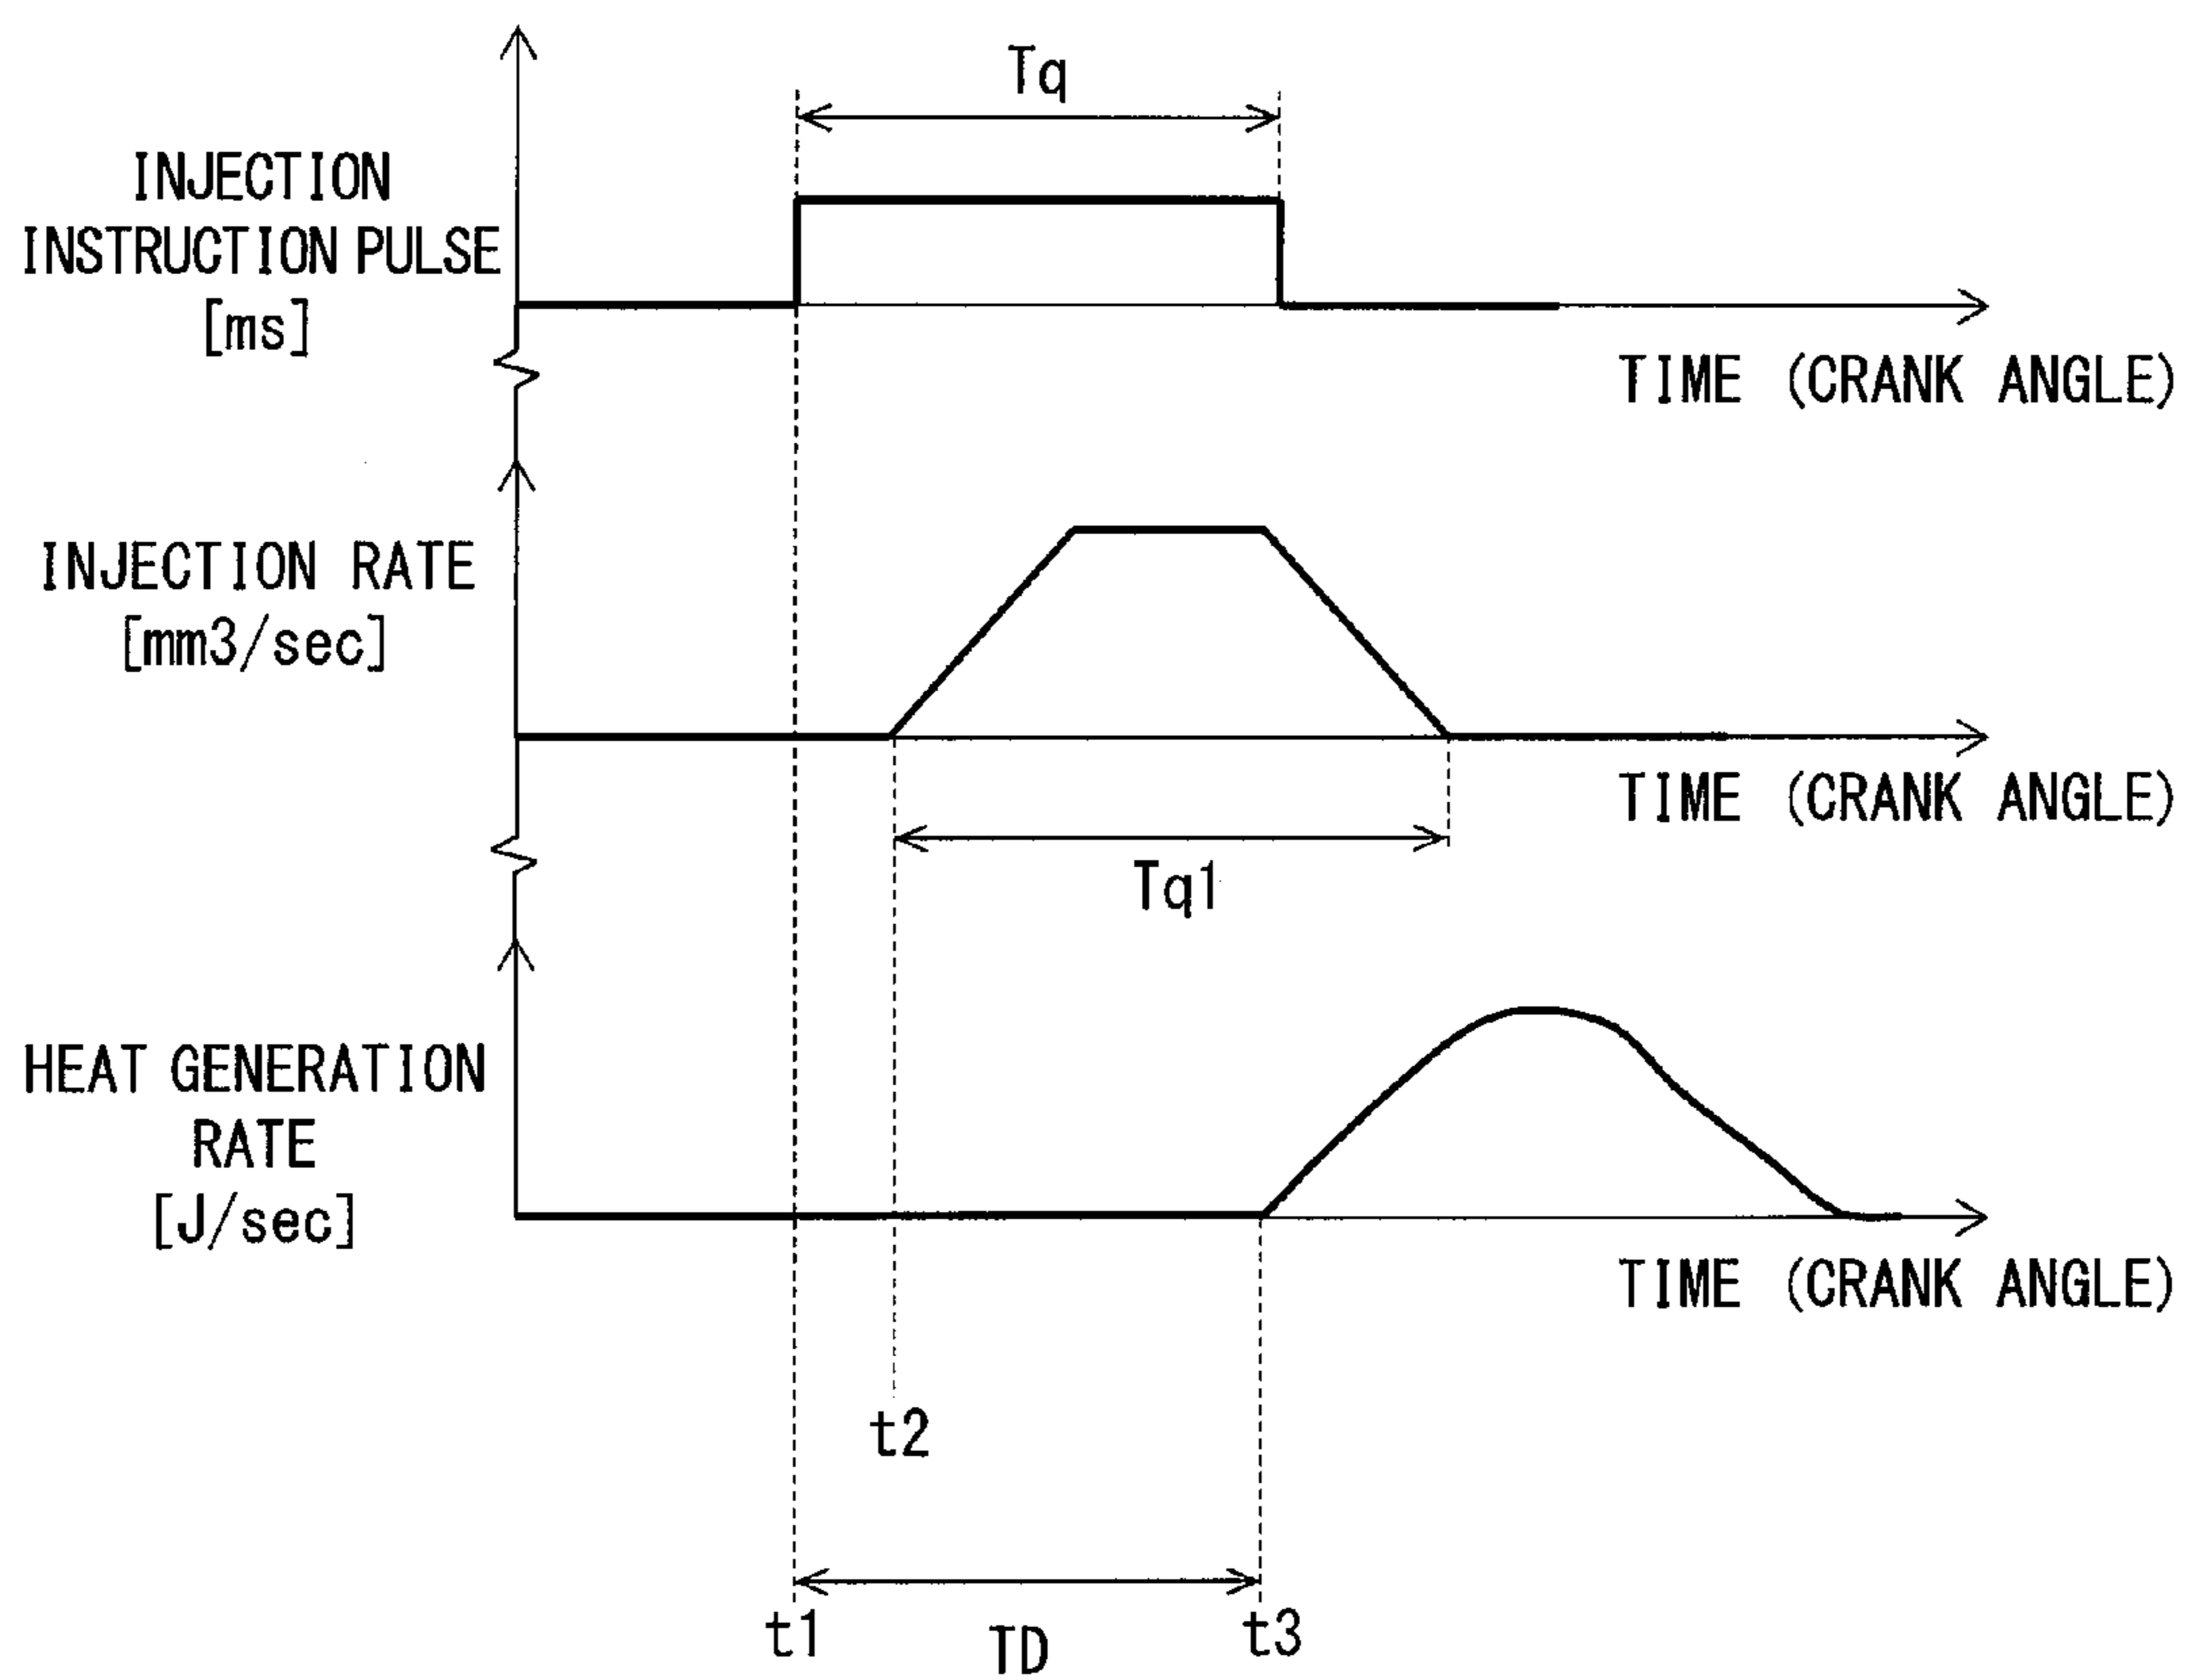 Tq
INJECTION
INSTRUCTION PULSE
[ms]
TIME (CRANK ANGLE)
INJECTION RATE
[mm3/sec]
TIME (CRANK ANGLE)
Tq1
HEAT GENERATION
RATE
[J/sec]
TIME (CRANK ANGLE)
t2
t1
TD
t3